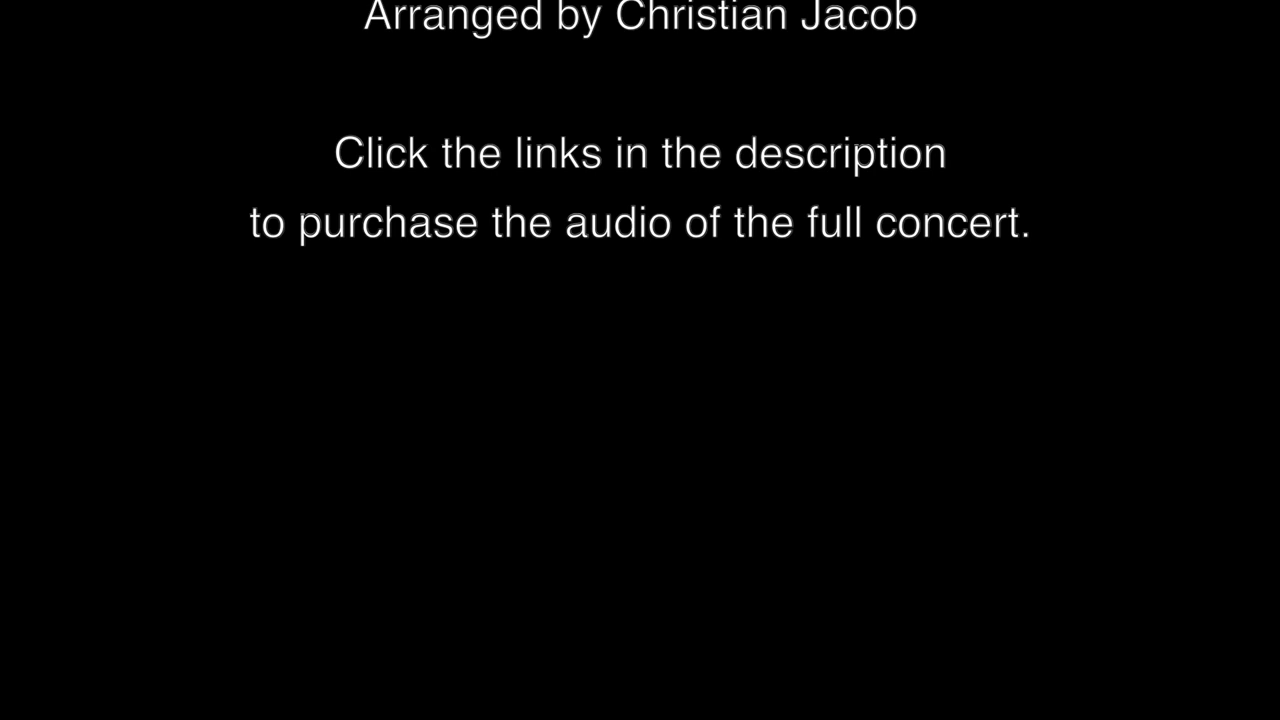 Arranged by Christian Jacob
Click the links in the description
to purchase the audio of the full concert.